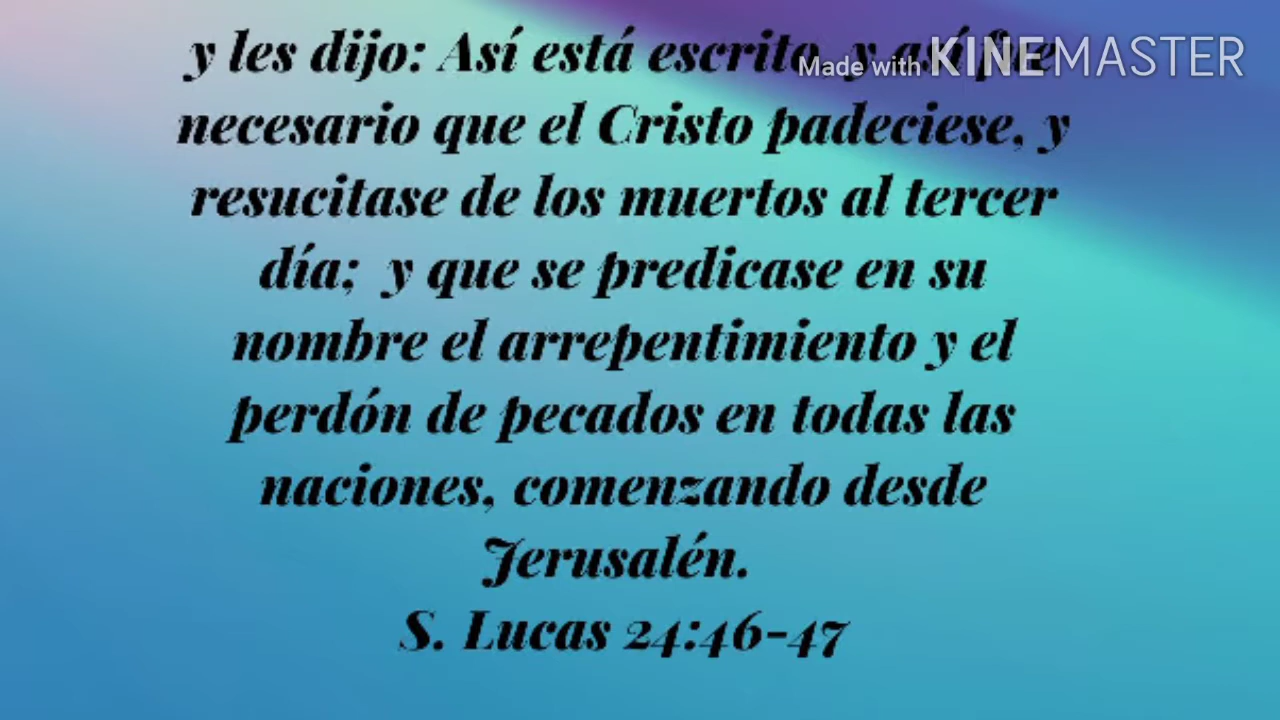 y les dijo: Así está escrito, y así fue
Made with KINEMASTER
necesario que el Cristo padeciese, y
resucitase de los muertos al tercer
día; y que se predicase en su
nombre el arrepentimiento y el
perdón de pecados en todas las
naciones, comenzando desde
Jerusalén.
S. Lucas 24:46-47